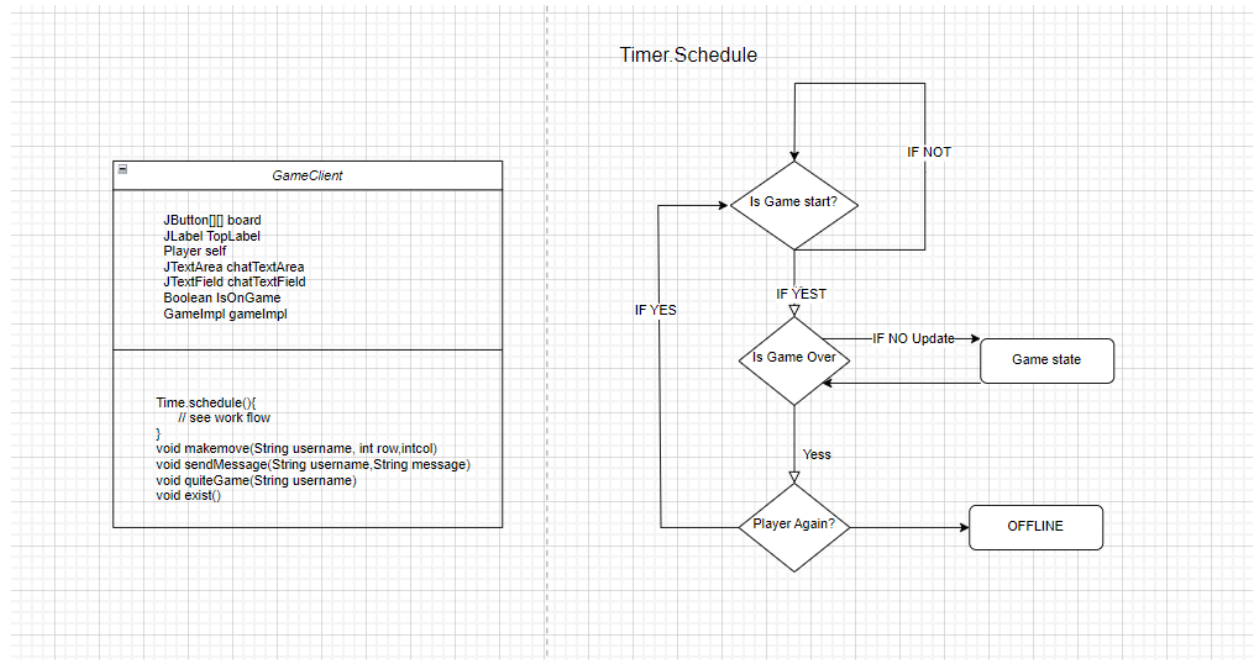 Timer.Schedule
GameClient
JButton[][] board
JLabel TopLabel
Player self
JTextArea chatTextArea
JTextField chatTextField
Boolean IsOnGame
GameImpl gameImpl
Time.schedule(){
// see work flow
}
void makemove(String username, int row,intcol)
void sendMessage(String username,String message)
void quiteGame(String username)
void exist()
IF NOT
Is Game start?
IF YEST
IF YES
Is Game Over
IF NO Update
Game state
Yess
Player Again?
OFFLINE